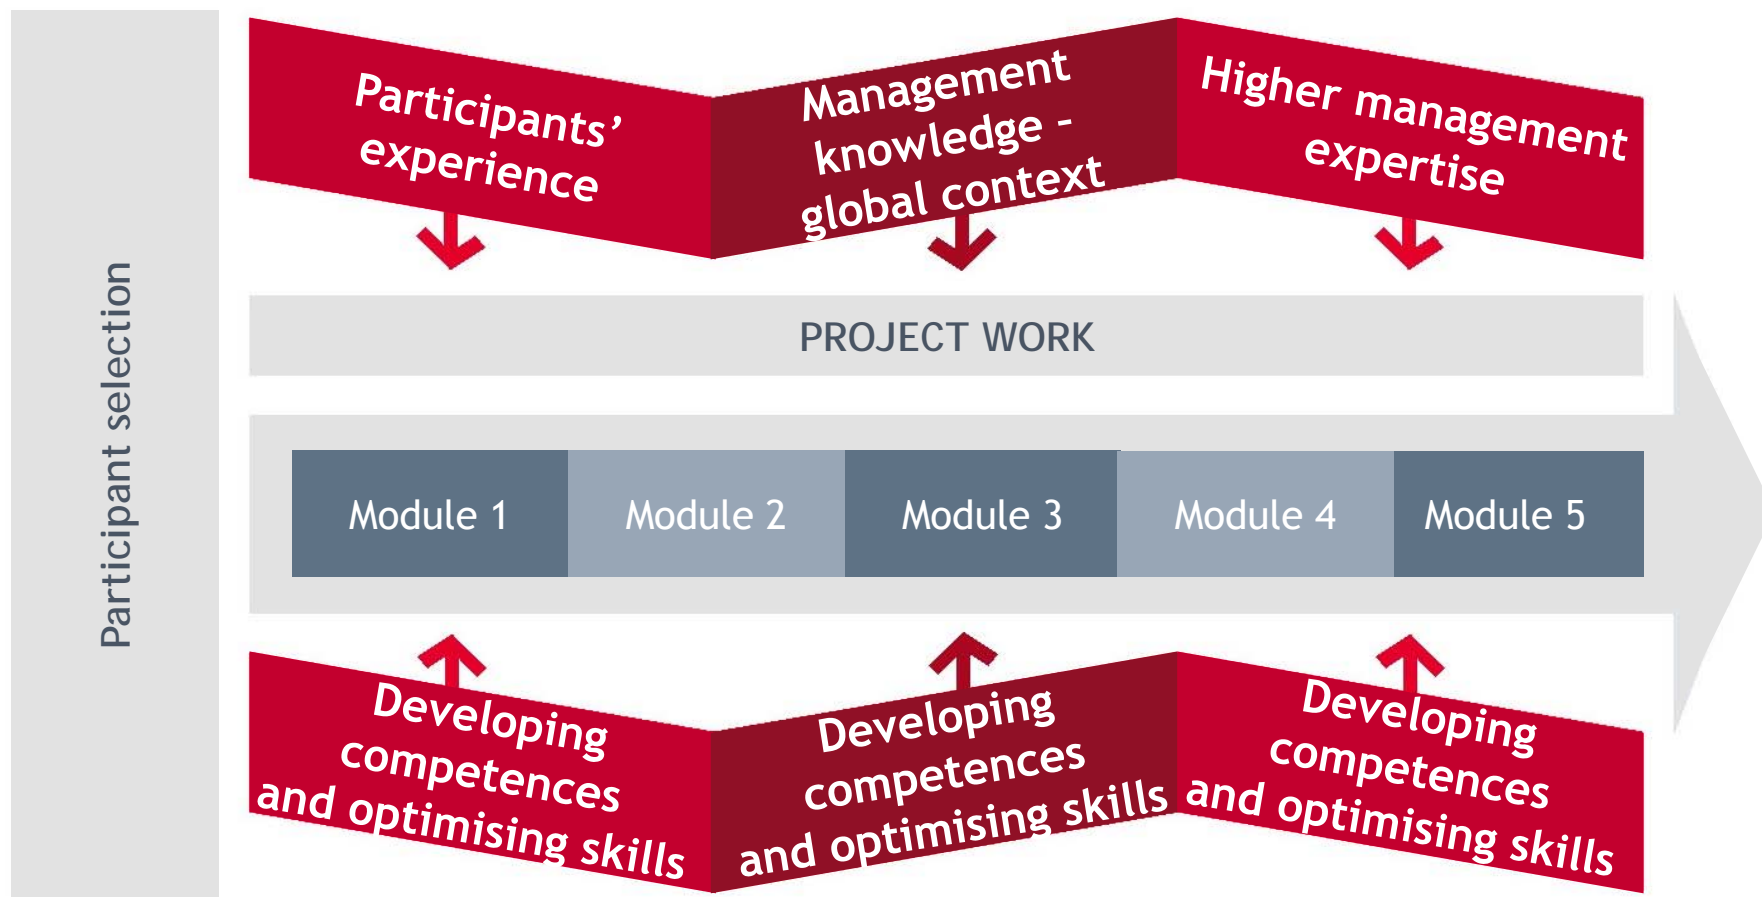 Participant selection
Participants’
experience
Management
knowledge -
global context
Higher management
expertise
PROJECT WORK
Module 1
Module 2
Module 3
Module 4
Module 5
Developing
competences
and optimising skills
Developing
competences
and optimising skills
Developing
competences
and optimising skills